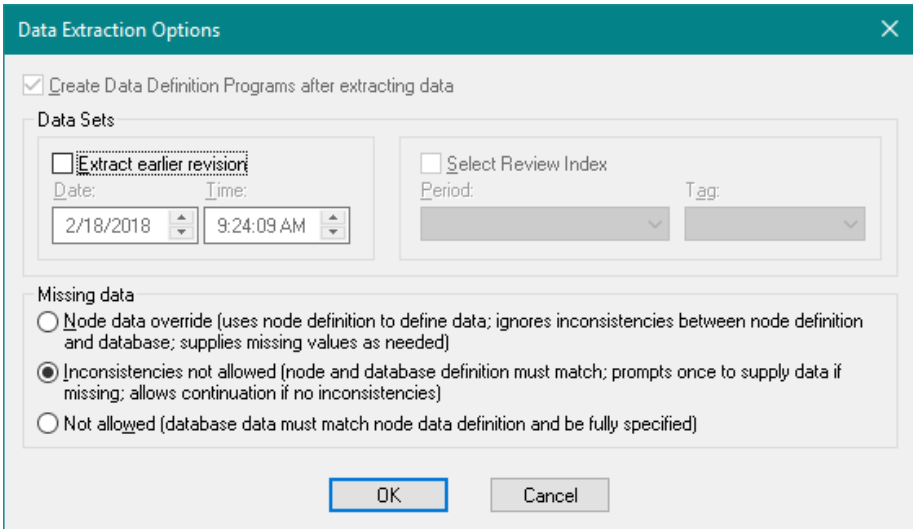 Data Extraction Options
Create Data Definition Programs after extracting data
Data Sets
Extract earlier revision
Date: Time:
2/18/2018 9:24:09 AM
Select Review Index
Period: Tag:
Missing data
Node data override (uses node definition to define data; ignores inconsistencies between node definition
and database; supplies missing values as needed)
Inconsistencies not allowed (node and database definition must match; prompts once to supply data if
missing; allows continuation if no inconsistencies)
Not allowed (database data must match node data definition and be fully specified)
OK Cancel